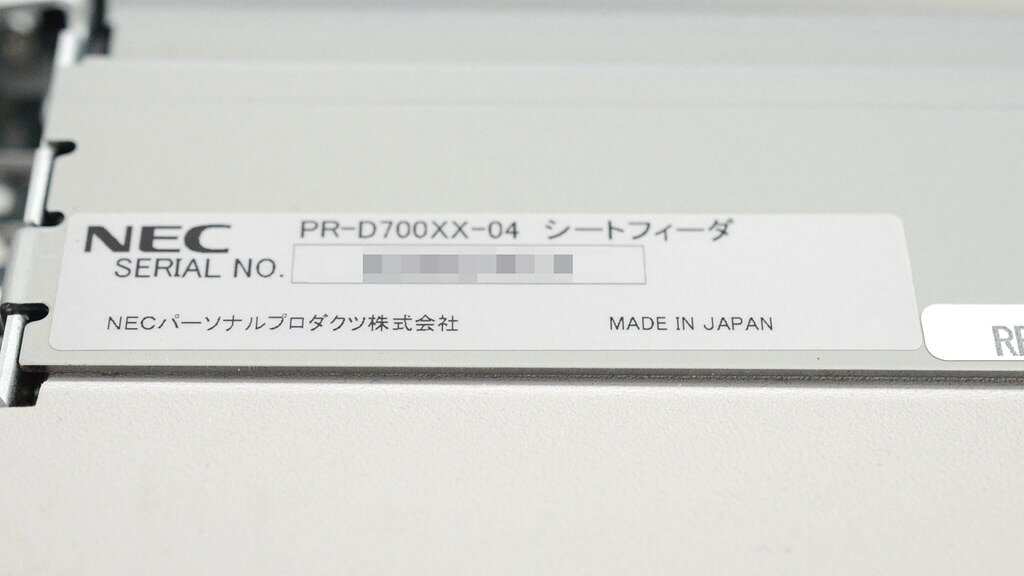 NEC PR-D700XX-04 シートフィーダ
SERIAL NO.
NECパーソナルプロダクツ株式会社 MADE IN JAPAN